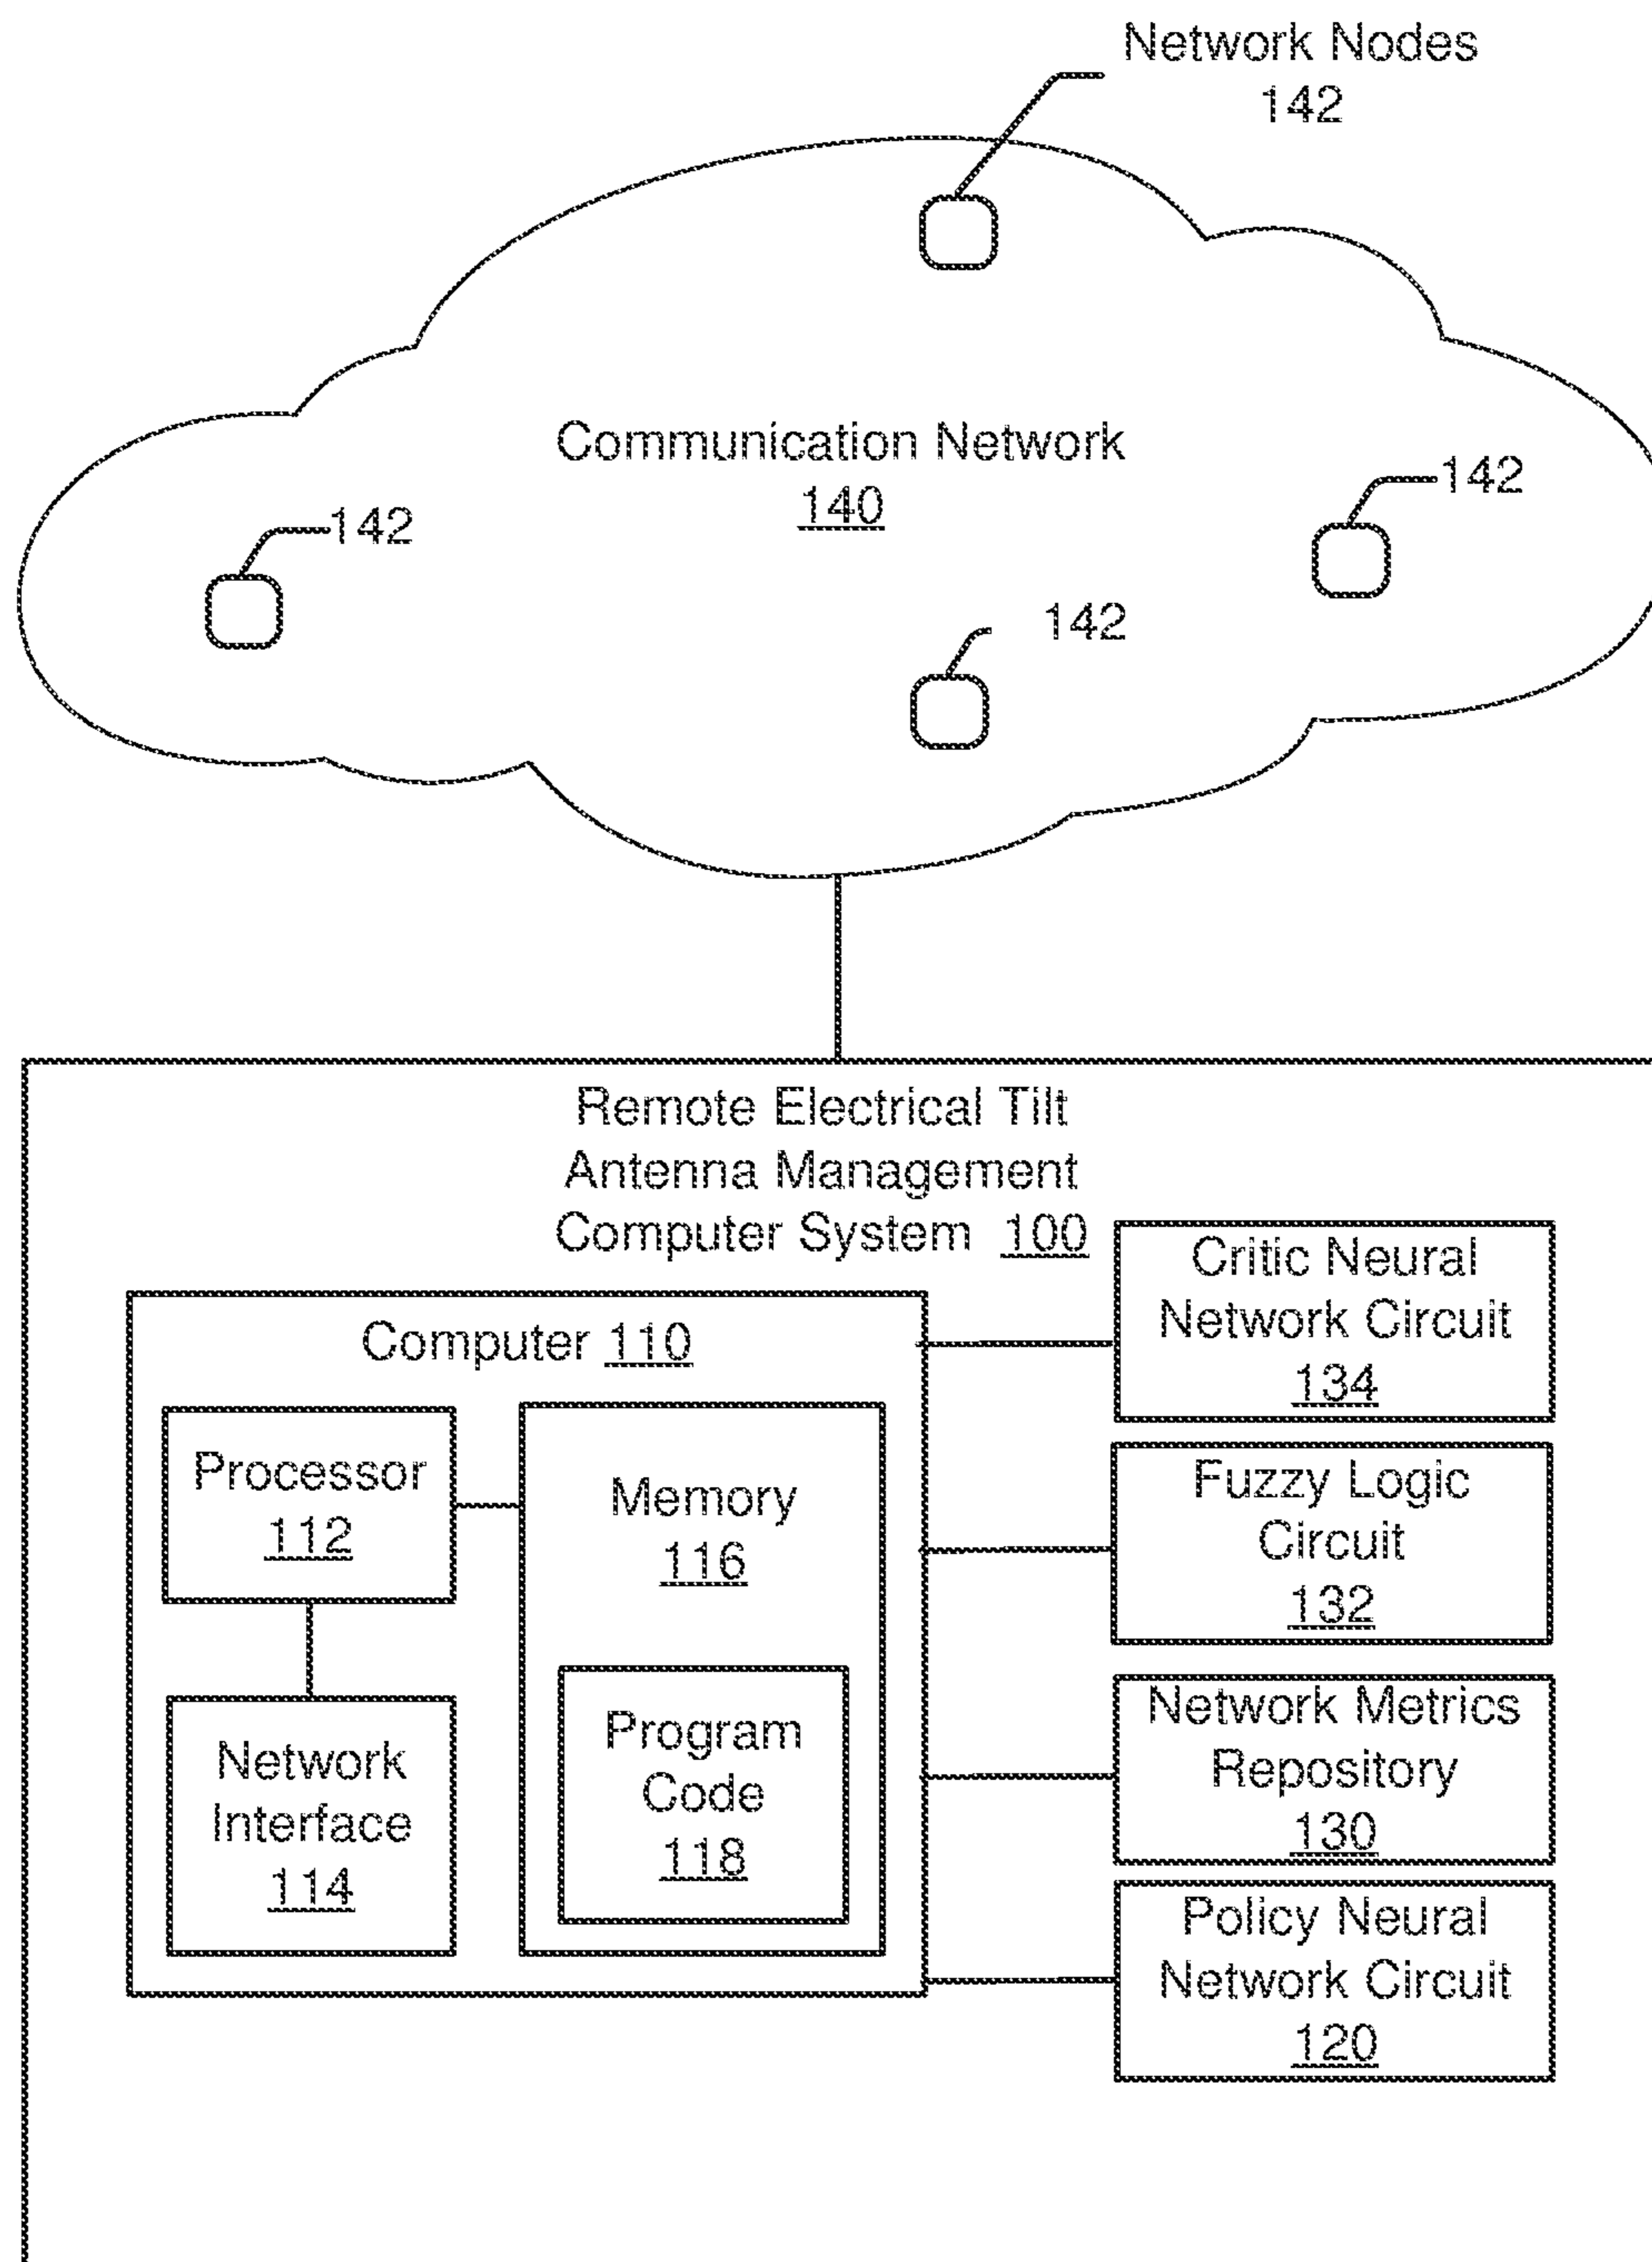 Network Nodes
142
Communication Network
140
142
142
142
Remote Electrical Tilt
Antenna Management
Computer System 100
Computer 110
Processor
112
Memory
116
Network
Interface
114
Program
Code
118
Critic Neural
Network Circuit
134
Fuzzy Logic
Circuit
132
Network Metrics
Repository
130
Policy Neural
Network Circuit
120